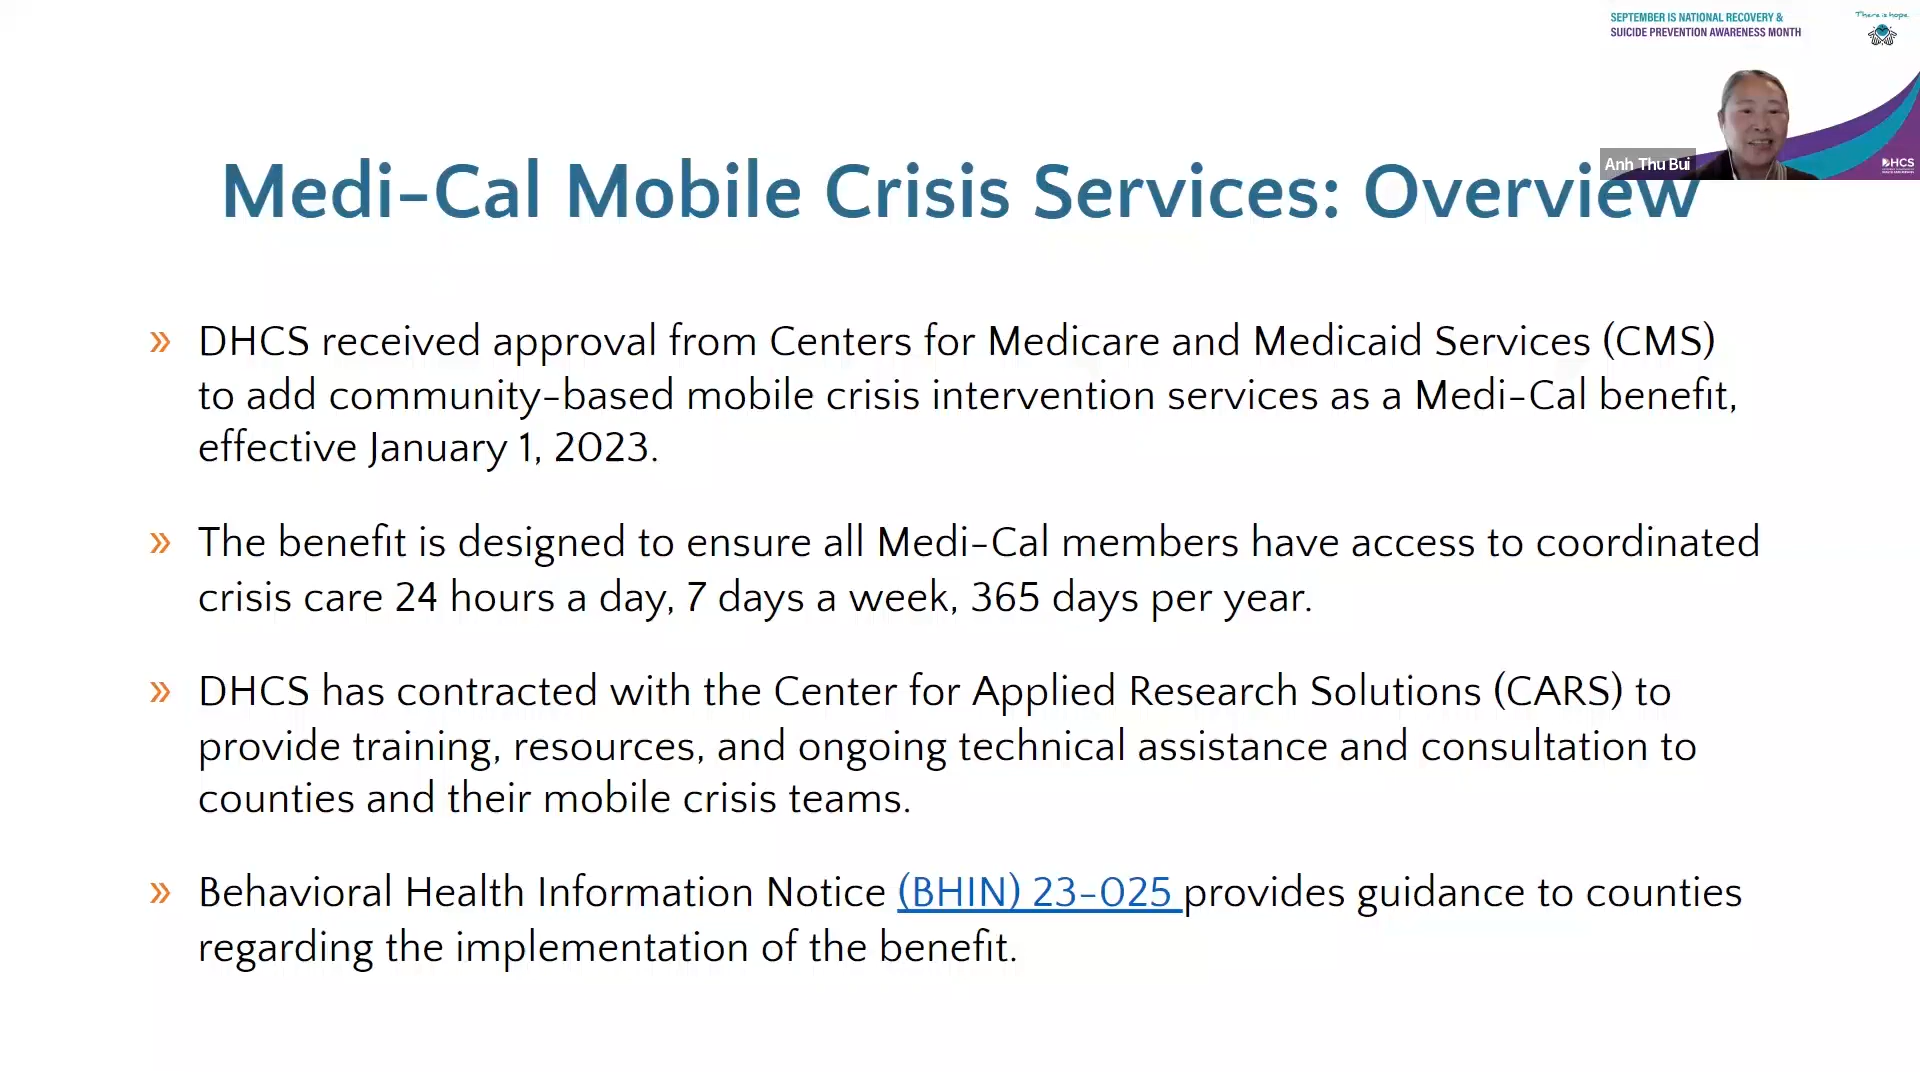 SEPTEMBER IS NATIONAL RECOVERY &
SUICIDE PREVENTION AWARENESS MONTH
There is hope.
Anh Thu Bui
DHCS
Medi-Cal Mobile Crisis Services: Overview
» DHCS received approval from Centers for Medicare and Medicaid Services (CMS)
to add community-based mobile crisis intervention services as a Medi-Cal benefit,
effective January 1, 2023.
» The benefit is designed to ensure all Medi-Cal members have access to coordinated
crisis care 24 hours a day, 7 days a week, 365 days per year.
» DHCS has contracted with the Center for Applied Research Solutions (CARS) to
provide training, resources, and ongoing technical assistance and consultation to
counties and their mobile crisis teams.
» Behavioral Health Information Notice (BHIN) 23-025 provides guidance to counties
regarding the implementation of the benefit.